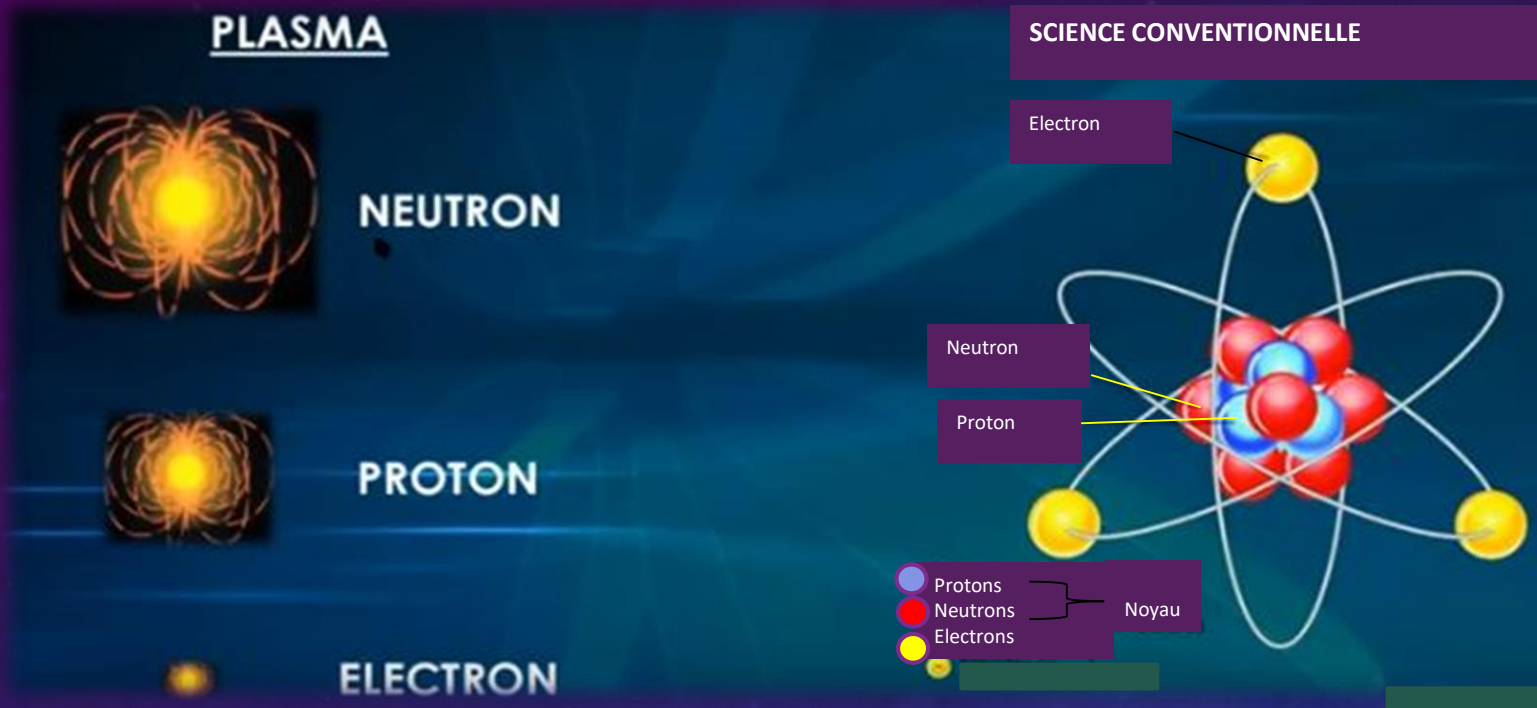 PLASMA
NEUTRON
PROTON
ELECTRON
SCIENCE CONVENTIONNELLE
Electron
Neutron
Proton
Protons
Neutrons
Electrons
Noyau